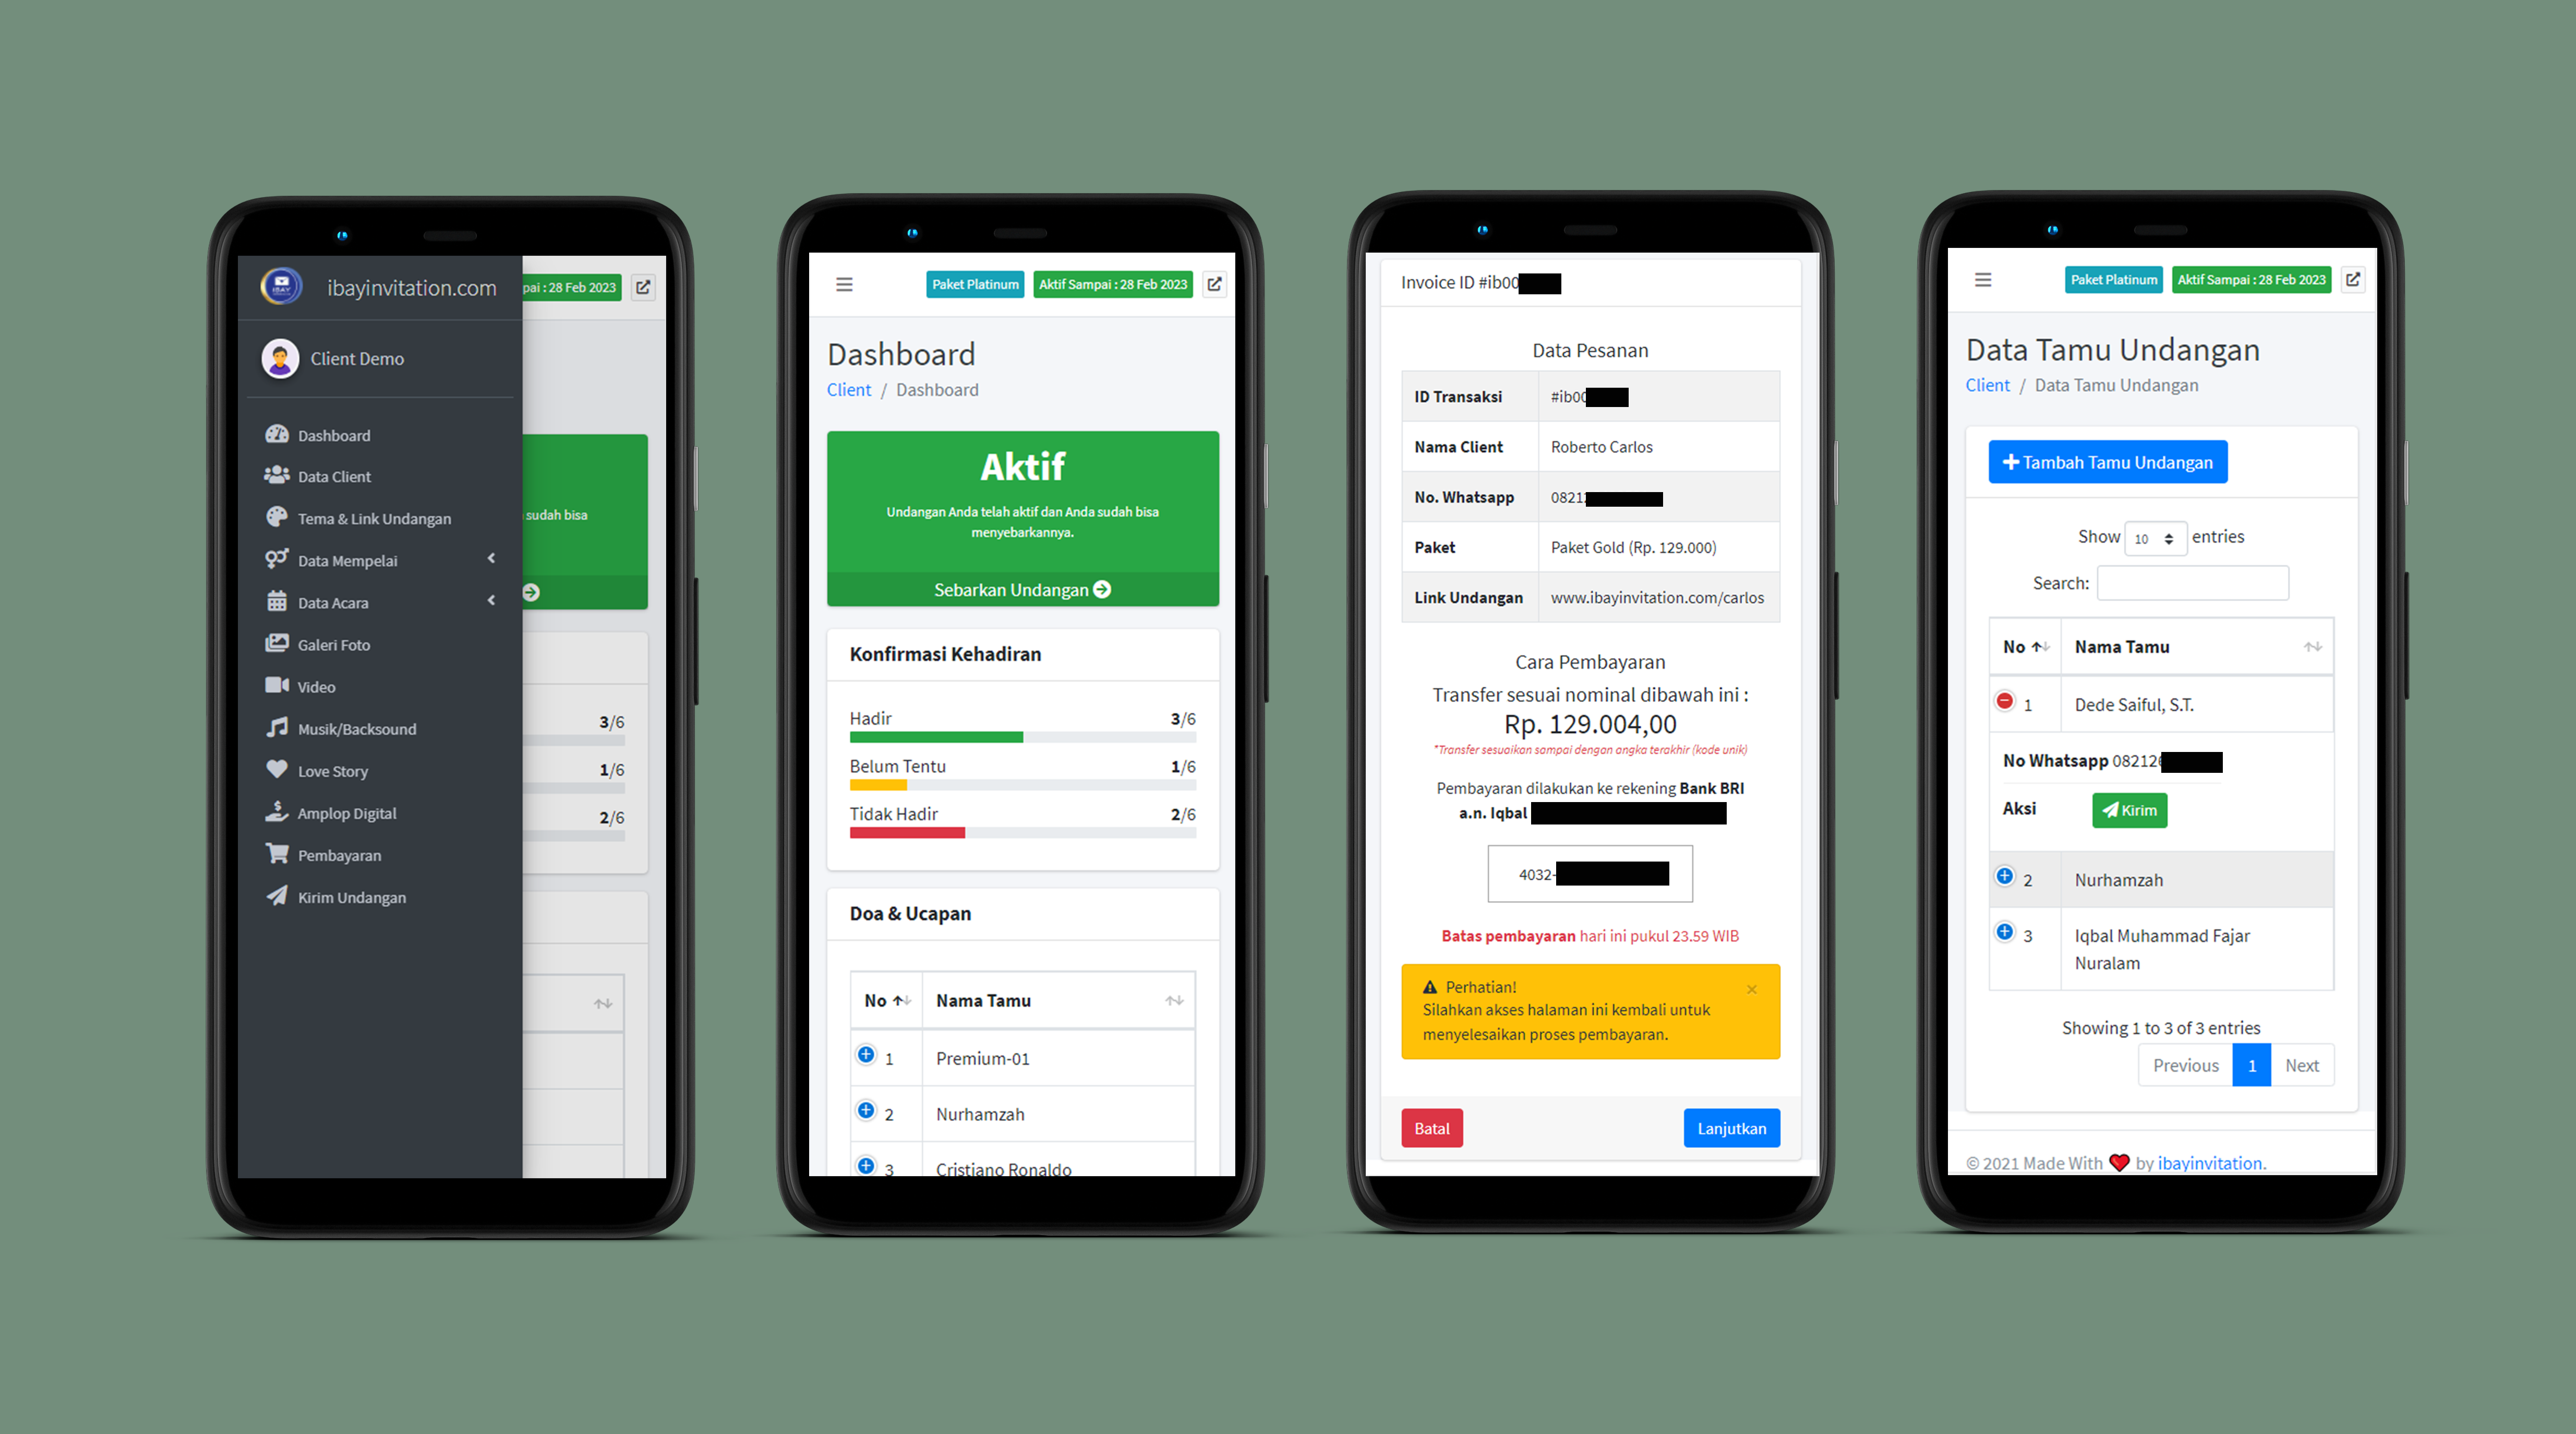 ibayinvitation.com
pai : 28 Feb 2023
Client Demo
Dashboard
Data Client
Tema & Link Undangan
sudah bisa
Data Mempelai
Data Acara
Galeri Foto
Video
3/6
Musik/Backsound
Love Story
1/6
Amplop Digital
2/6
Pembayaran
Kirim Undangan
Paket Platinum
Aktif Sampai : 28 Feb 2023
Dashboard
Client / Dashboard
Aktif
Undangan Anda telah aktif dan Anda sudah bisa
menyebarkannya.
Sebarkan Undangan
Konfirmasi Kehadiran
Hadir 3/6
Belum Tentu 1/6
Tidak Hadir 2/6
Doa & Ucapan
No Nama Tamu
1 Premium-01
2 Nurhamzah
3 Cristiano Ronaldo
Invoice ID #ib00
Data Pesanan
ID Transaksi #ib00
Nama Client Roberto Carlos
No. Whatsapp 0821
Paket Paket Gold (Rp. 129.000)
Link Undangan www.ibayinvitation.com/carlos
Cara Pembayaran
Transfer sesuai nominal dibawah ini :
Rp. 129.004,00
*Transfer sesuaikan sampai dengan angka terakhir (kode unik)
Pembayaran dilakukan ke rekening Bank BRI
a.n. Iqbal
4032-
Batas pembayaran hari ini pukul 23.59 WIB
Perhatian!
Silahkan akses halaman ini kembali untuk
menyelesaikan proses pembayaran.
Batal
Lanjutkan
Paket Platinum
Aktif Sampai : 28 Feb 2023
Data Tamu Undangan
Client / Data Tamu Undangan
+ Tambah Tamu Undangan
Show 10 entries
Search:
No Nama Tamu
1 Dede Saiful, S.T.
No Whatsapp 08212
Aksi Kirim
2 Nurhamzah
3 Iqbal Muhammad Fajar
Nuralam
Showing 1 to 3 of 3 entries
Previous 1 Next
© 2021 Made With ❤ by ibayinvitation.